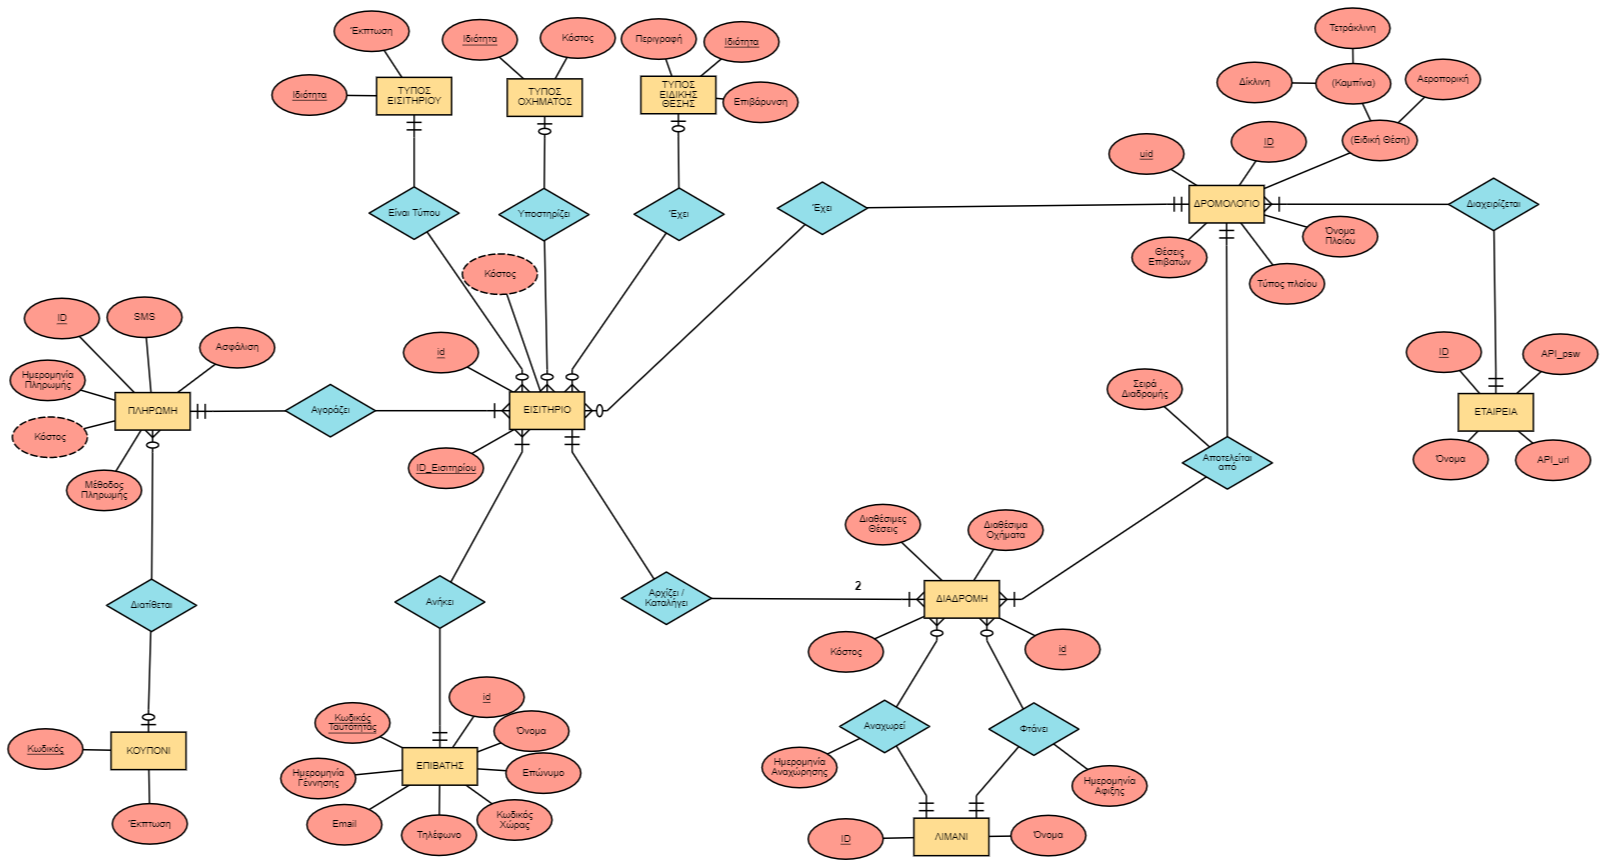 Έκπτωση
Ιδιότητα
ΤΥΠΟΣ
ΕΙΣΙΤΗΡΙΟΥ
Ιδιότητα
Κόστος
ΤΥΠΟΣ
ΟΧΗΜΑΤΟΣ
Περιγραφή
Ιδιότητα
ΤΥΠΟΣ
ΕΙΔΙΚΗΣ
ΘΕΣΗΣ
Επιβάρυνση
Τετράκλινη
Δίκλινη
(Καμπίνα)
Αεροπορική
uid
ID
(Ειδική Θέση)
Είναι Τύπου
Υποστηρίζει
Έχει
Έχει
ΔΡΟΜΟΛΟΓΙΟ
Διαχειρίζεται
Θέσεις
Επιβατών
Όνομα
Πλοίου
Τύπος πλοίου
Κόστος
ID
SMS
Ασφάλιση
id
Ημερομηνία
Πληρωμής
ΠΛΗΡΩΜΗ
Αγοράζει
ΕΙΣΙΤΗΡΙΟ
Κόστος
Μέθοδος
Πληρωμής
ID_Εισιτηρίου
Σειρά
Διαδρομής
Αποτελείται
από
ID
API_psw
ΕΤΑΙΡΕΙΑ
Όνομα
API_url
Διαθέσιμες
Θέσεις
Διαθέσιμα
Οχήματα
Διατίθεται
Ανήκει
Αρχίζει /
Καταλήγει
2
ΔΙΑΔΡΟΜΗ
Κόστος
id
Κωδικός
ΚΟΥΠΟΝΙ
Έκπτωση
Κωδικός
Ταυτότητας
id
Όνομα
Ημερομηνία
Γέννησης
ΕΠΙΒΑΤΗΣ
Επώνυμο
Email
Τηλέφωνο
Κωδικός
Χώρας
Αναχωρεί
Φτάνει
Ημερομηνία
Αναχώρησης
Ημερομηνία
Αφιξης
ID
ΛΙΜΑΝΙ
Όνομα